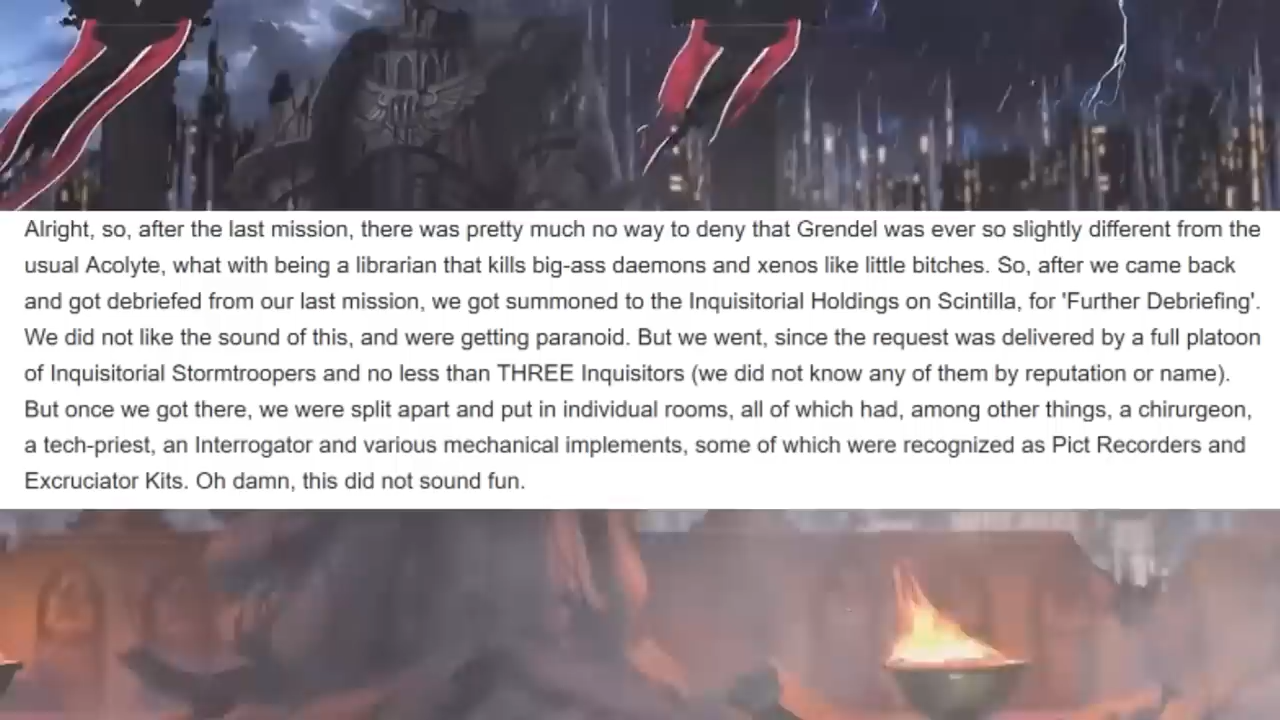 Alright, so, after the last mission, there was pretty much no way to deny that Grendel was ever so slightly different from the
usual Acolyte, what with being a librarian that kills big-ass daemons and xenos like little bitches. So, after we came back
and got debriefed from our last mission, we got summoned to the Inquisitorial Holdings on Scintilla, for 'Further Debriefing'.
We did not like the sound of this, and were getting paranoid. But we went, since the request was delivered by a full platoon
of Inquisitorial Stormtroopers and no less than THREE Inquisitors (we did not know any of them by reputation or name).
But once we got there, we were split apart and put in individual rooms, all of which had, among other things, a chirurgeon,
a tech-priest, an Interrogator and various mechanical implements, some of which were recognized as Pict Recorders and
Excruciator Kits. Oh damn, this did not sound fun.